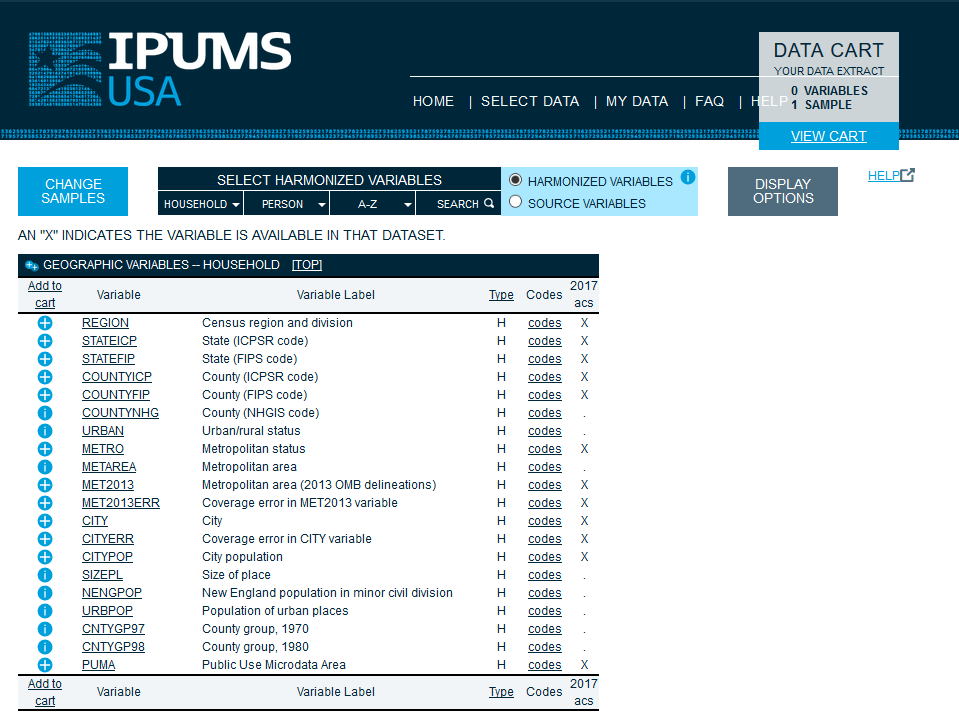 IPUMS
USA
DATA CART
YOUR DATA EXTRACT
0 VARIABLES
1 SAMPLE
VIEW CART
HOME | SELECT DATA | MY DATA | FAQ | HELP
CHANGE
SAMPLES
SELECT HARMONIZED VARIABLES
HOUSEHOLD PERSON A-Z SEARCH
HARMONIZED VARIABLES
SOURCE VARIABLES
DISPLAY
OPTIONS
HELP
AN "X" INDICATES THE VARIABLE IS AVAILABLE IN THAT DATASET.
GEOGRAPHIC VARIABLES -- HOUSEHOLD [TOP]
Add to cart Variable Variable Label Type Codes 2017 acs
REGION Census region and division H codes X
STATEICP State (ICPSR code) H codes X
STATEFIP State (FIPS code) H codes X
COUNTYICP County (ICPSR code) H codes X
COUNTYFIP County (FIPS code) H codes X
COUNTYNHG County (NHGIS code) H codes .
URBAN Urban/rural status H codes .
METRO Metropolitan status H codes X
METAREA Metropolitan area H codes .
MET2013 Metropolitan area (2013 OMB delineations) H codes X
MET2013ERR Coverage error in MET2013 variable H codes X
CITY City H codes X
CITYERR Coverage error in CITY variable H codes X
CITYPOP City population H codes X
SIZEPL Size of place H codes .
NENGPOP New England population in minor civil division H codes .
URBPOP Population of urban places H codes .
CNTYGP97 County group, 1970 H codes .
CNTYGP98 County group, 1980 H codes .
PUMA Public Use Microdata Area H codes X
Add to cart Variable Variable Label Type Codes 2017 acs